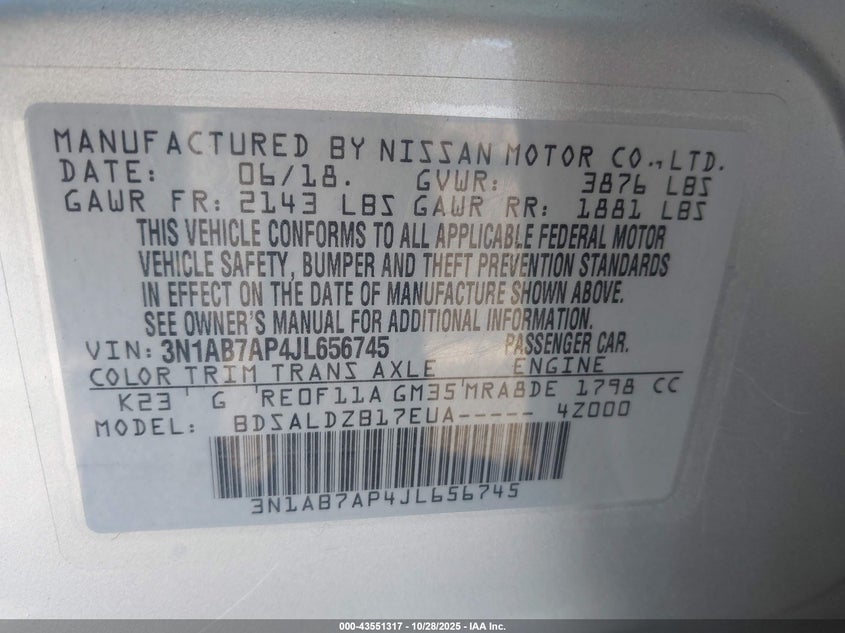 MANUFACTURED BY NISSAN MOTOR CO.,LTD.
DATE: 06/18. GVWR: 3876 LBS
GAWR FR: 2143 LBS GAWR RR: 1881 LBS
THIS VEHICLE CONFORMS TO ALL APPLICABLE FEDERAL MOTOR
VEHICLE SAFETY, BUMPER AND THEFT PREVENTION STANDARDS
IN EFFECT ON THE DATE OF MANUFACTURE SHOWN ABOVE.
SEE OWNER'S MANUAL FOR ADDITIONAL INFORMATION.
VIN: 3N1AB7AP4JL656745 PASSENGER CAR.
COLOR TRIM TRANS AXLE ENGINE
K23 G RE0F11A GM35 MRA8DE 1798 CC
MODEL: BDSALDZB17EUA----- 4Z000
3N1AB7AP4JL656745
000-43551317 - 10/28/2025 - IAA Inc.